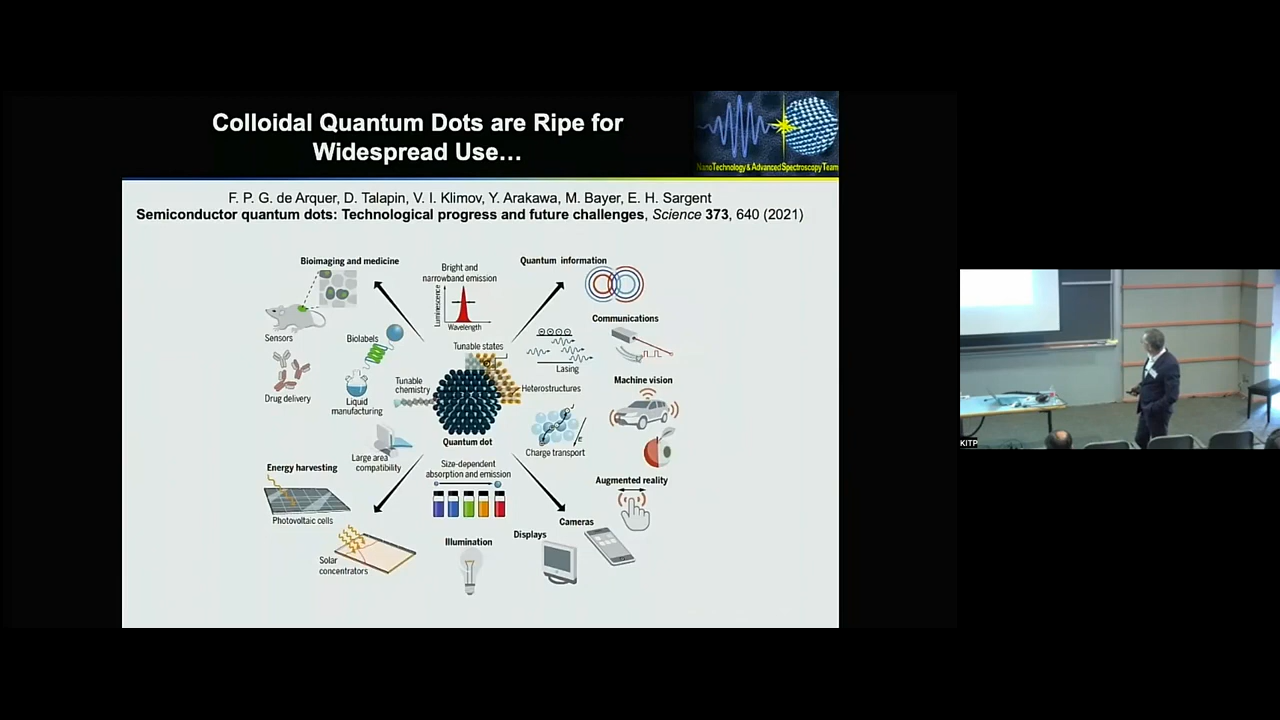 Colloidal Quantum Dots are Ripe for
Widespread Use…
NanoTechnology & Advanced Spectroscopy Team
F. P. G. de Arquer, D. Talapin, V. I. Klimov, Y. Arakawa, M. Bayer, E. H. Sargent
Semiconductor quantum dots: Technological progress and future challenges, Science 373, 640 (2021)
Bioimaging and medicine
Bright and
narrowband emission
Luminescence
Wavelength
Quantum information
Communications
Sensors
Biolabels
Tunable states
Lasing
Machine vision
Drug delivery
Liquid
manufacturing
Tunable
chemistry
Heterostructures
Quantum dot
Charge transport
Large area
compatibility
Energy harvesting
Size-dependent
absorption and emission
Augmented reality
Photovoltaic cells
Solar
concentrators
Illumination
Displays
Cameras
KITP